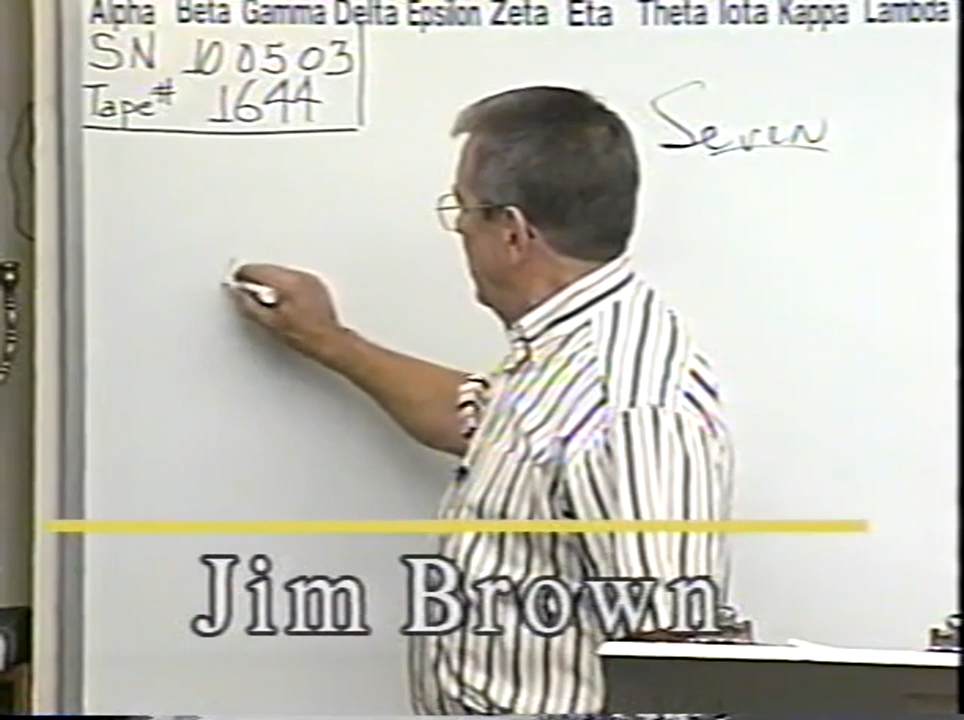 Alpha Beta Gamma Delta Epsilon Zeta Eta Theta Iota Kappa Lambda
SN 100503
Tape# 1644
Seven
Jim Brown